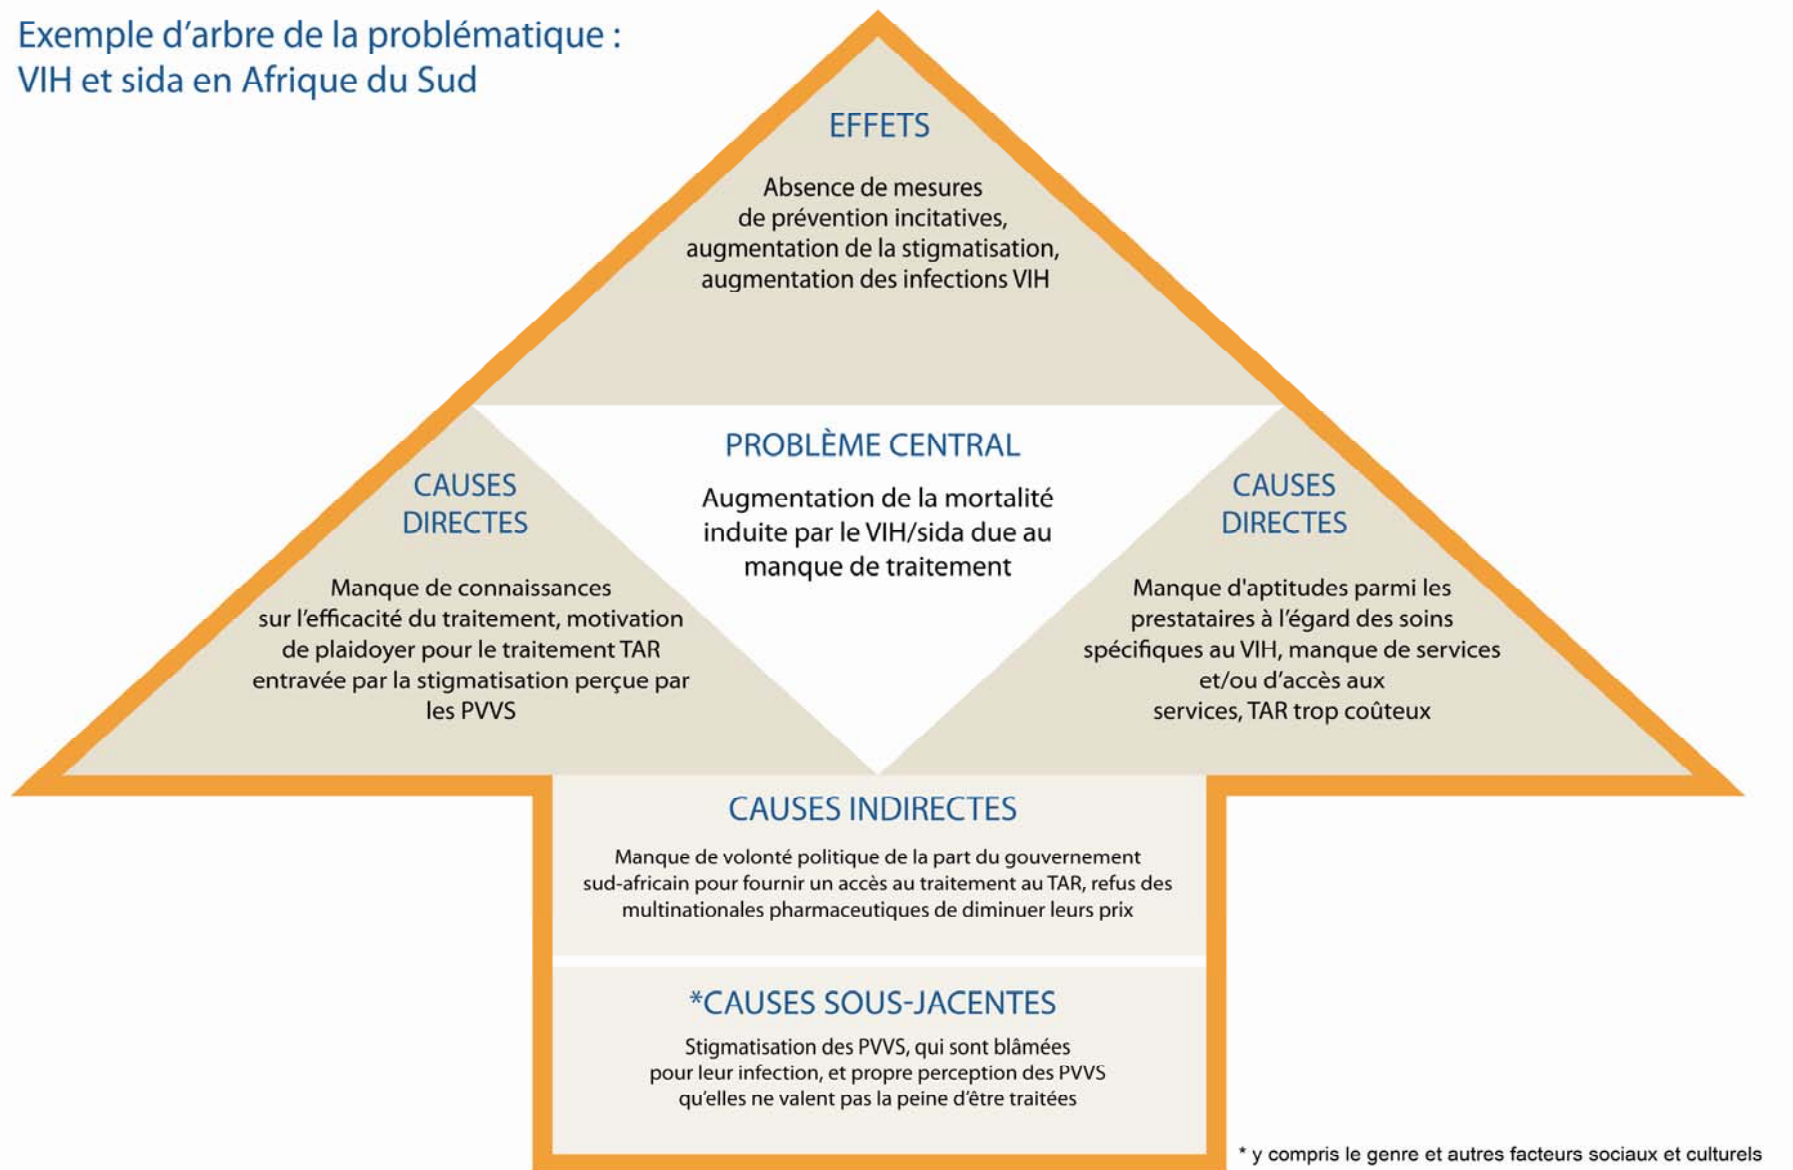 Exemple d’arbre de la problématique :
VIH et sida en Afrique du Sud
EFFETS
Absence de mesures
de prévention incitatives,
augmentation de la stigmatisation,
augmentation des infections VIH
PROBLÈME CENTRAL
Augmentation de la mortalité
induite par le VIH/sida due au
manque de traitement
CAUSES
DIRECTES
Manque de connaissances
sur l’efficacité du traitement, motivation
de plaidoyer pour le traitement TAR
entravée par la stigmatisation perçue par
les PVVS
CAUSES
DIRECTES
Manque d'aptitudes parmi les
prestataires à l’égard des soins
spécifiques au VIH, manque de services
et/ou d’accès aux
services, TAR trop coûteux
CAUSES INDIRECTES
Manque de volonté politique de la part du gouvernement
sud-africain pour fournir un accès au traitement au TAR, refus des
multinationales pharmaceutiques de diminuer leurs prix
*CAUSES SOUS-JACENTES
Stigmatisation des PVVS, qui sont blâmées
pour leur infection, et propre perception des PVVS
qu’elles ne valent pas la peine d’être traitées
* y compris le genre et autres facteurs sociaux et culturels